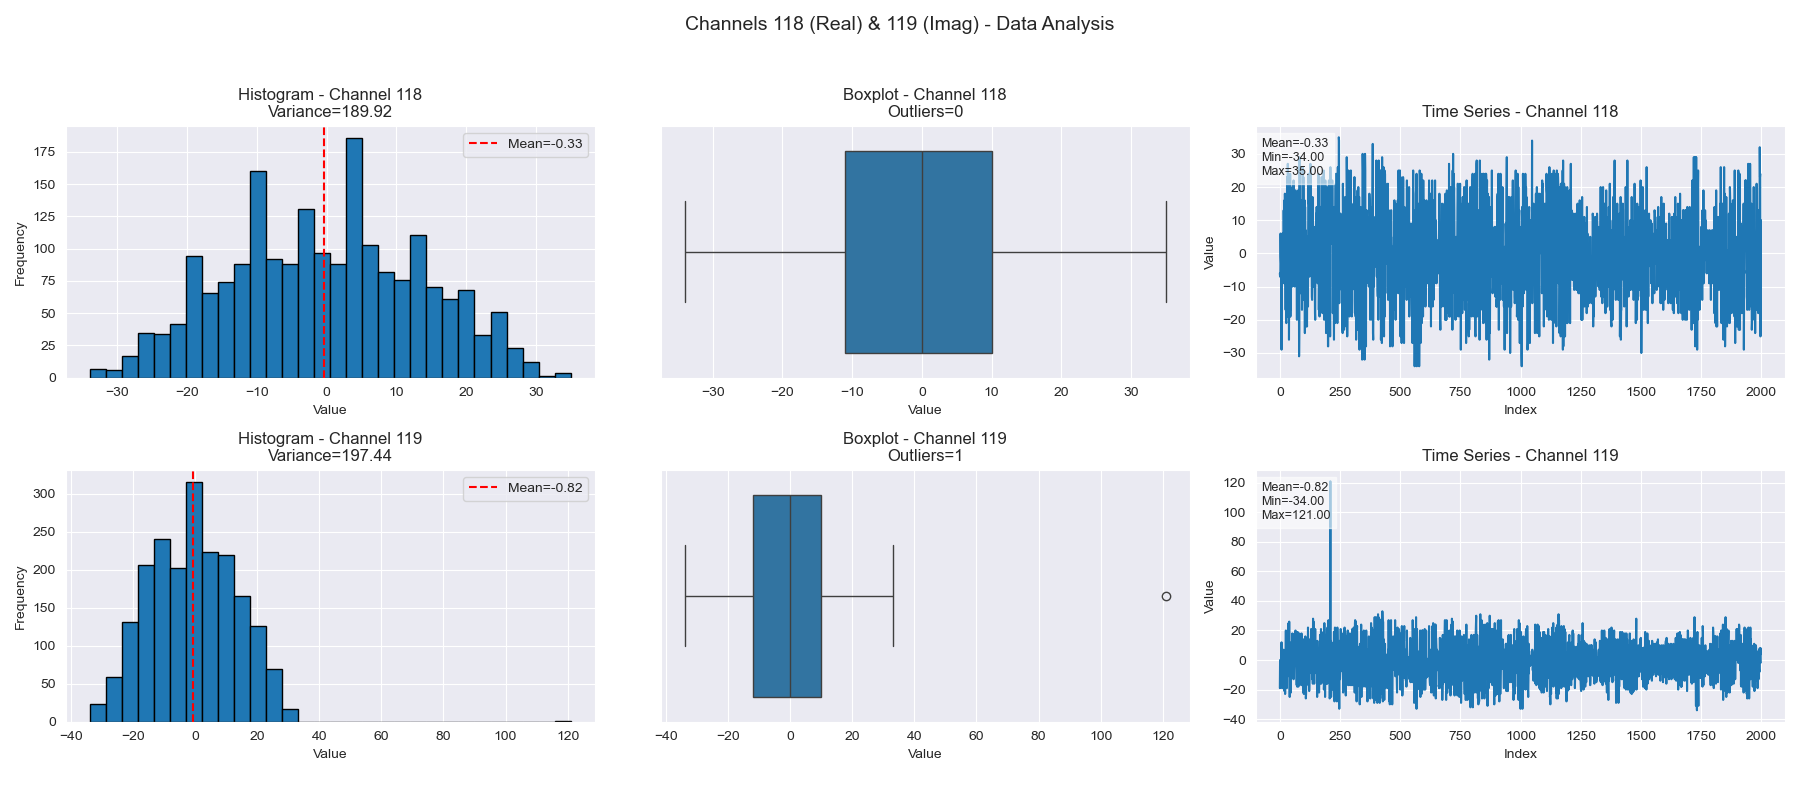 Channels 118 (Real) & 119 (Imag) - Data Analysis
Histogram - Channel 118
Variance=189.92
Mean=-0.33
Frequency
175
150
125
100
75
50
25
0
−30 −20 −10 0 10 20 30
Value
Boxplot - Channel 118
Outliers=0
−30 −20 −10 0 10 20 30
Value
Time Series - Channel 118
Mean=-0.33
Min=-34.00
Max=35.00
Value
30
20
10
0
−10
−20
−30
0 250 500 750 1000 1250 1500 1750 2000
Index
Histogram - Channel 119
Variance=197.44
Mean=-0.82
Frequency
300
250
200
150
100
50
0
−40 −20 0 20 40 60 80 100 120
Value
Boxplot - Channel 119
Outliers=1
−40 −20 0 20 40 60 80 100 120
Value
Time Series - Channel 119
Mean=-0.82
Min=-34.00
Max=121.00
Value
120
100
80
60
40
20
0
−20
−40
0 250 500 750 1000 1250 1500 1750 2000
Index